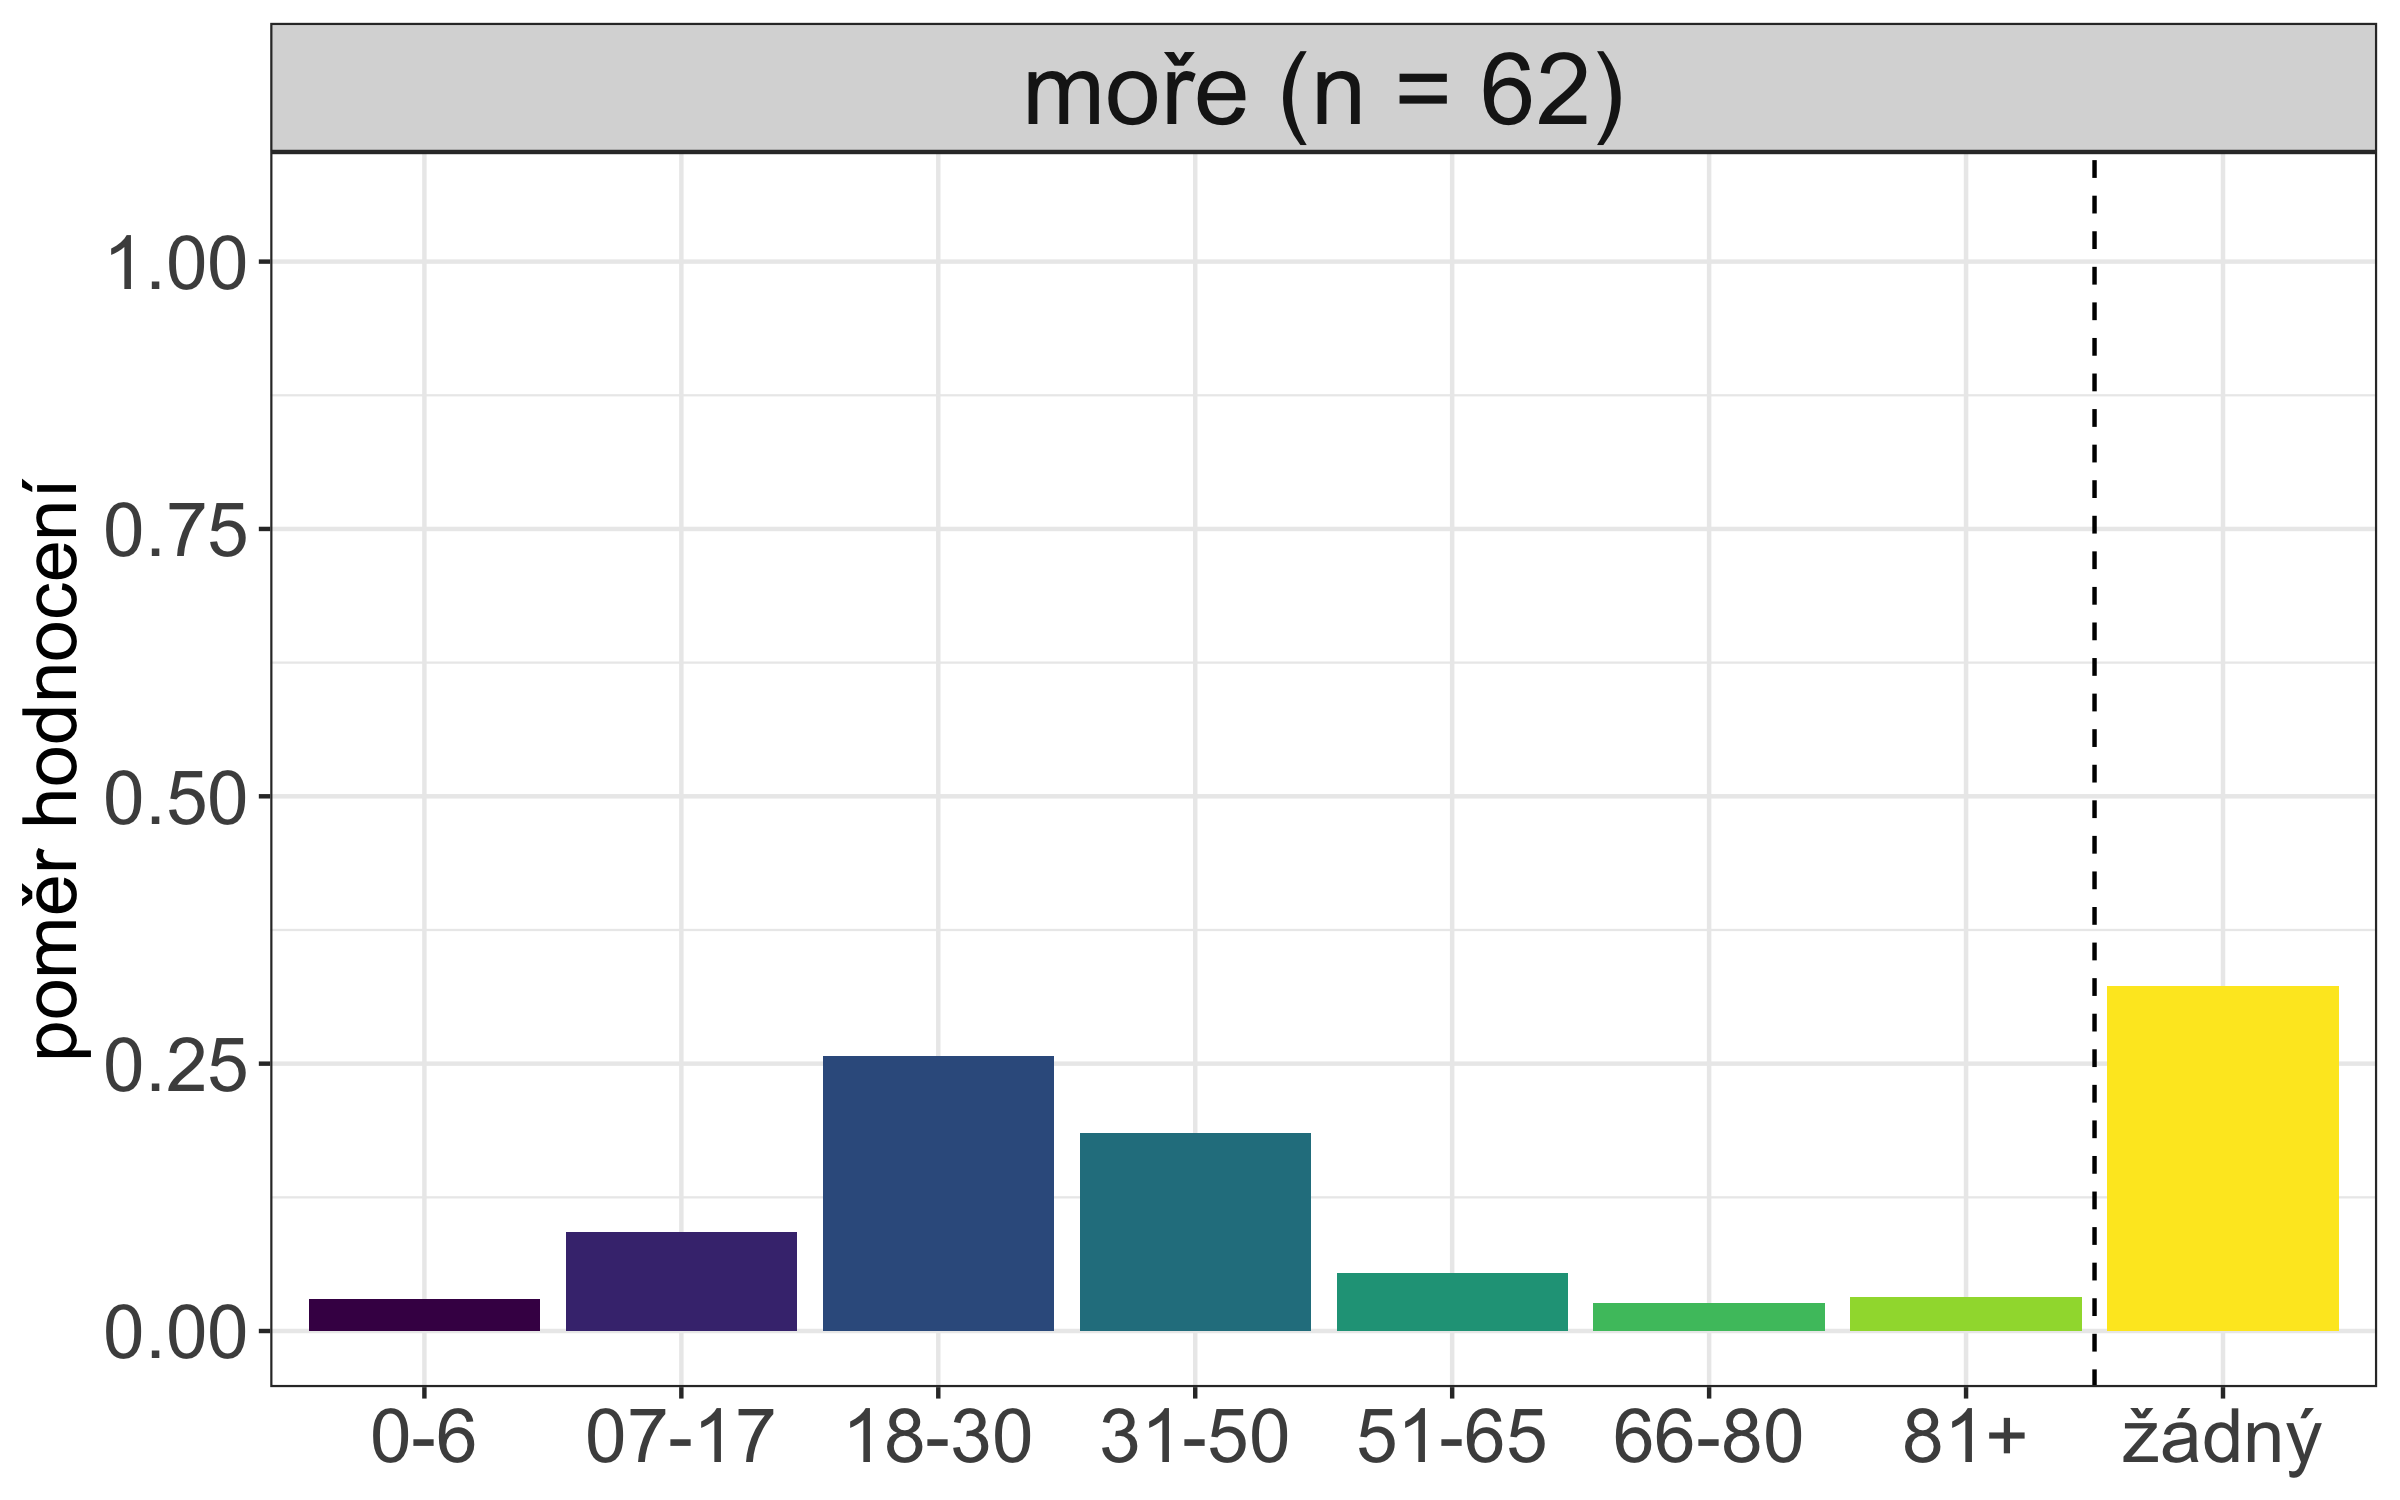 moře (n = 62)
poměr hodnocení
1.00
0.75
0.50
0.25
0.00
0-6 07-17 18-30 31-50 51-65 66-80 81+ žádný